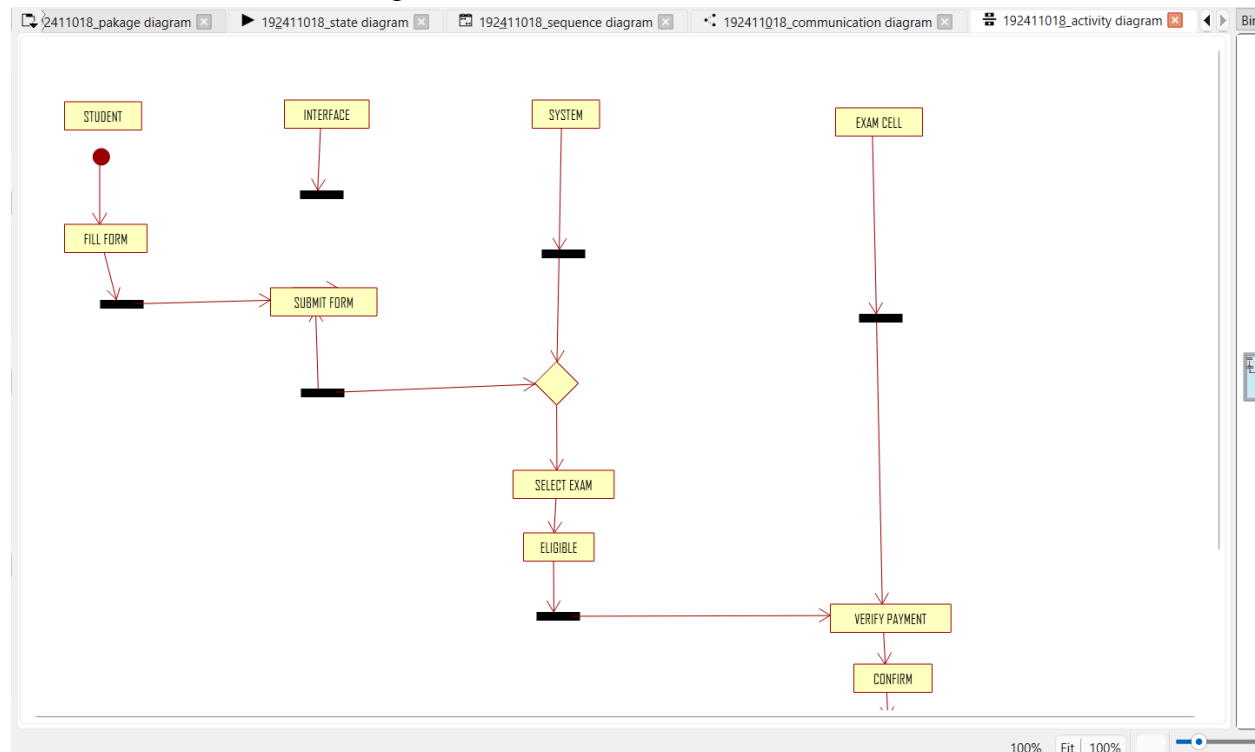 2411018_pakage diagram
192411018_state diagram
192411018_sequence diagram
192411018_communication diagram
192411018_activity diagram
Bir
STUDENT
INTERFACE
SYSTEM
EXAM CELL
FILL FORM
SUBMIT FORM
SELECT EXAM
ELIGIBLE
VERIFY PAYMENT
CONFIRM
100% Fit 100%